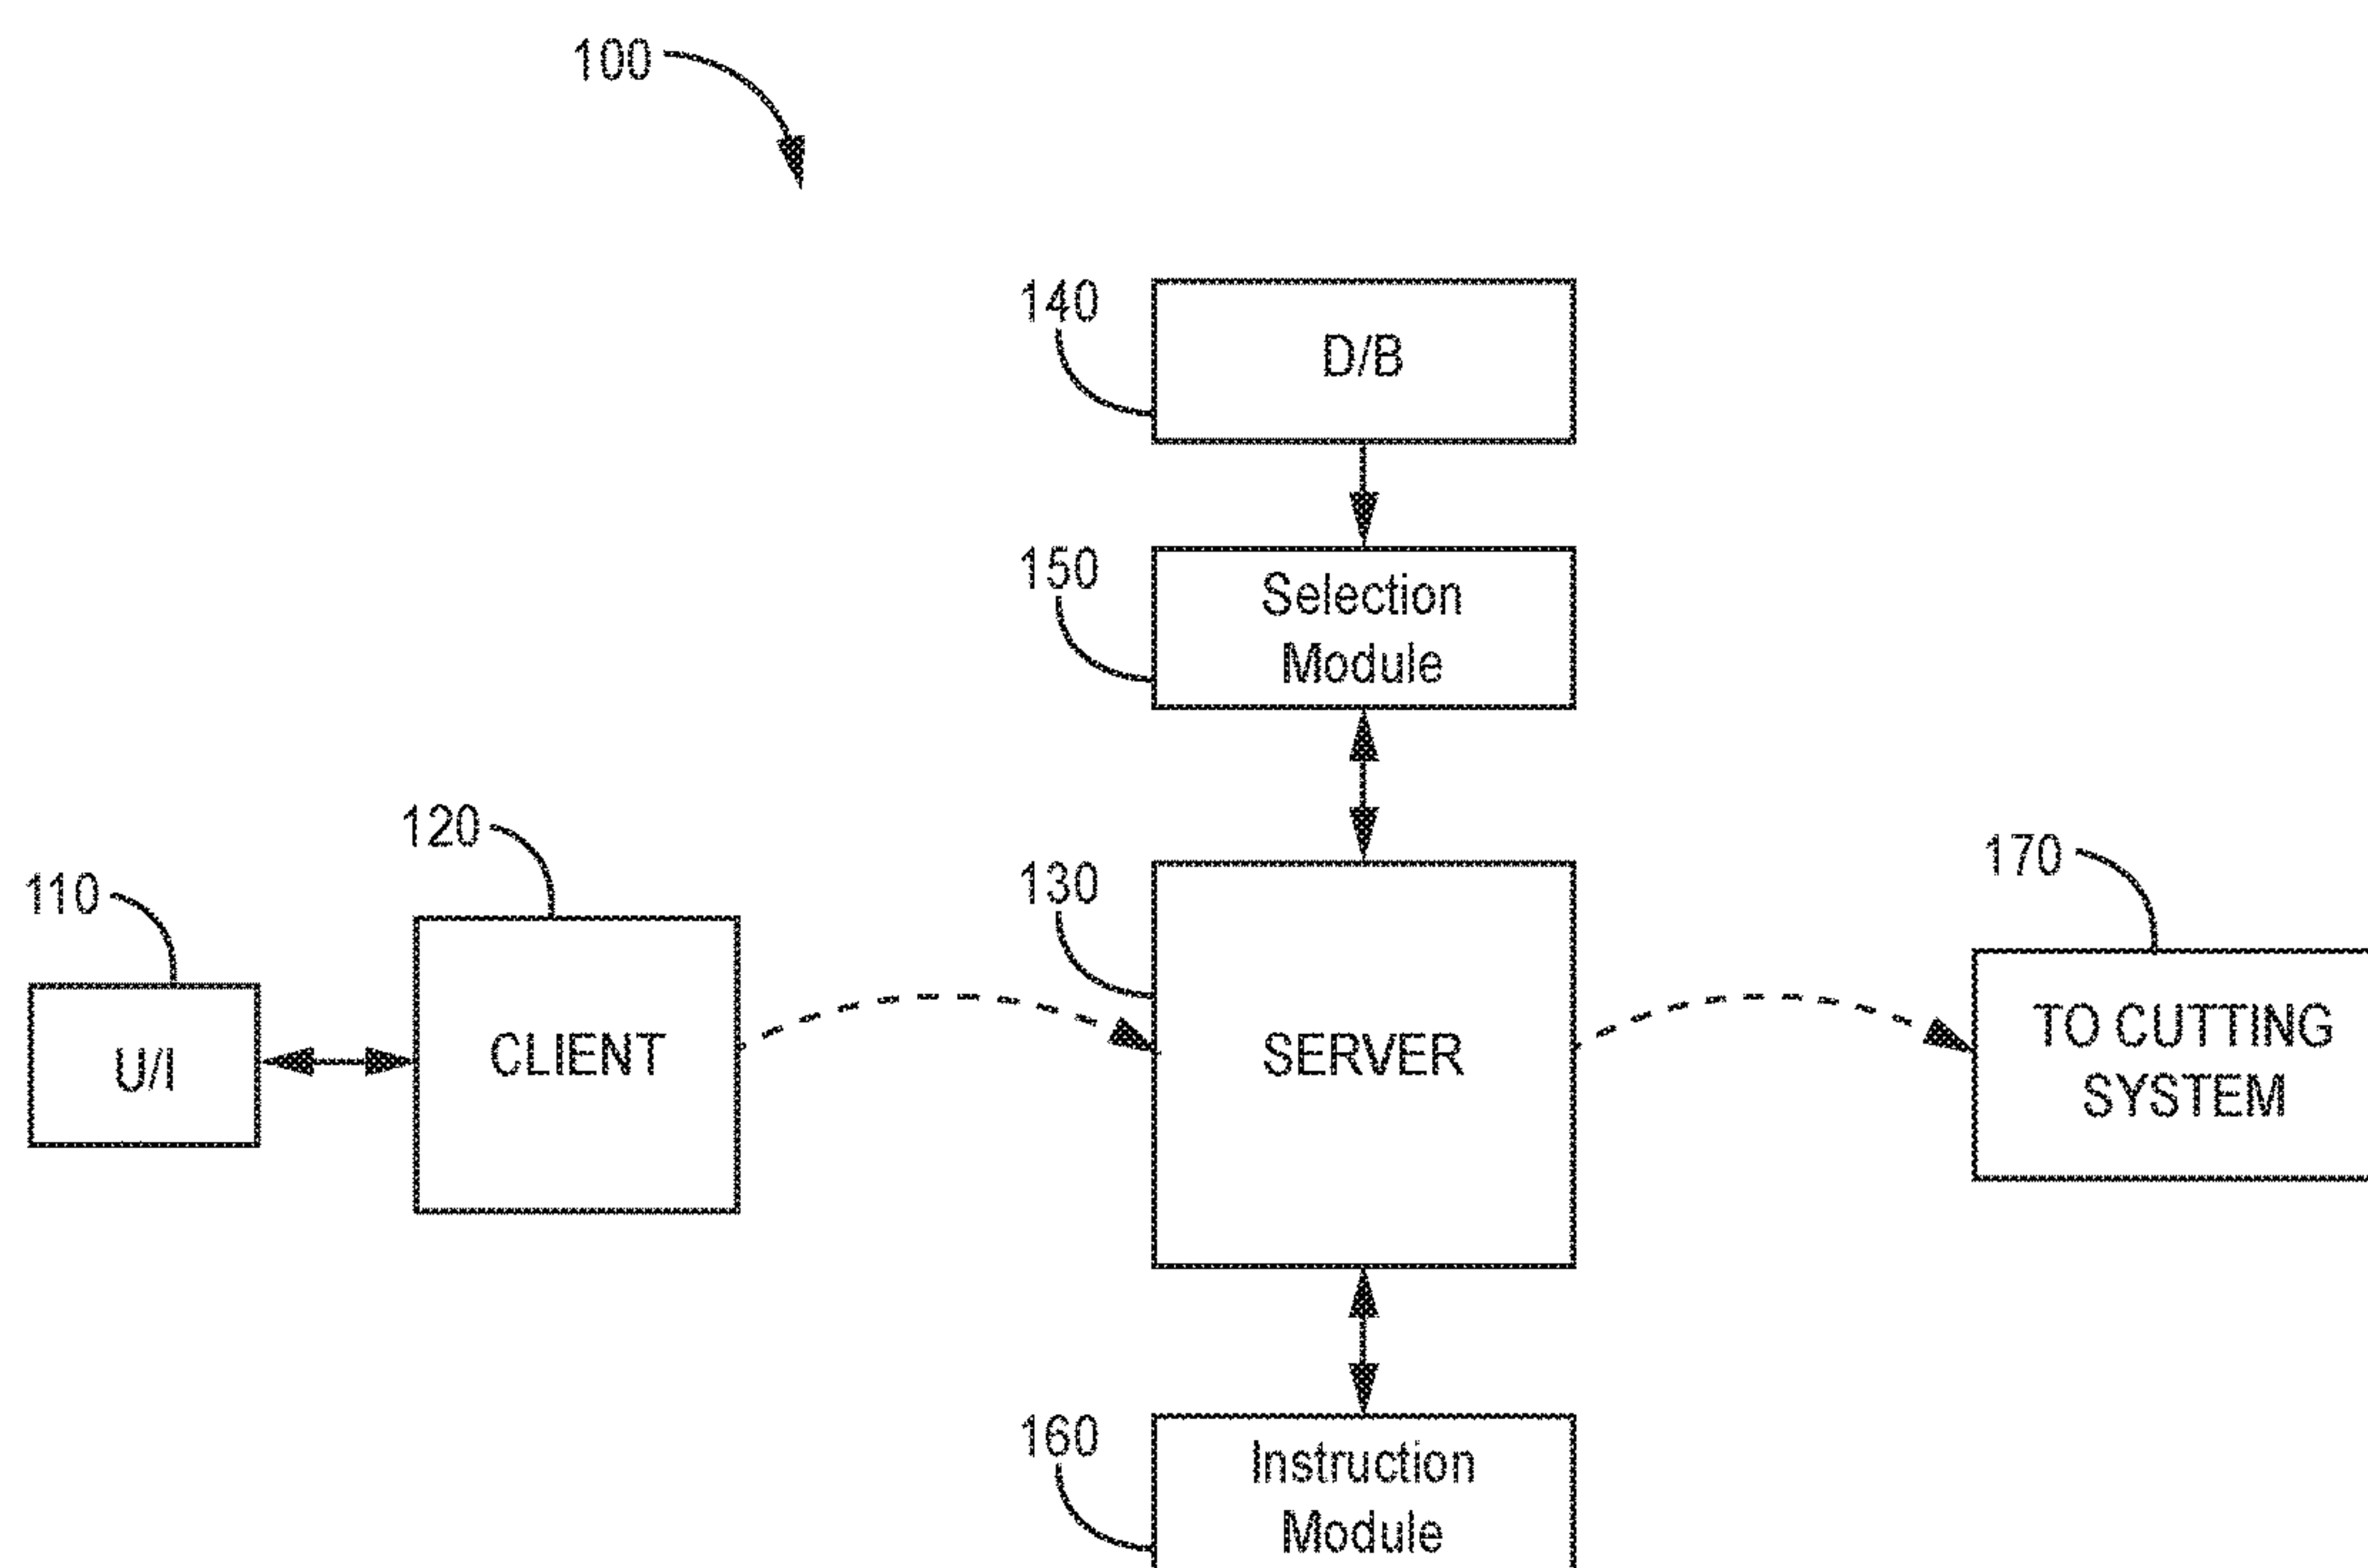 100
140
D/B
150
Selection
Module
120
110
130
170
U/I
CLIENT
SERVER
TO CUTTING
SYSTEM
160
Instruction
Module